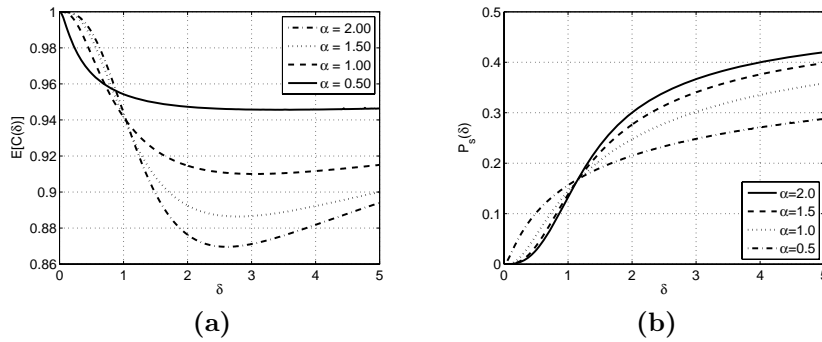 1
0.98
0.96
0.94
0.92
0.9
0.88
0.86
E[C(δ)]
0 1 2 3 4 5
δ
α = 2.00
α = 1.50
α = 1.00
α = 0.50
(a)
0.5
0.4
0.3
0.2
0.1
0
Ps(δ)
0 1 2 3 4 5
δ
α=2.0
α=1.5
α=1.0
α=0.5
(b)